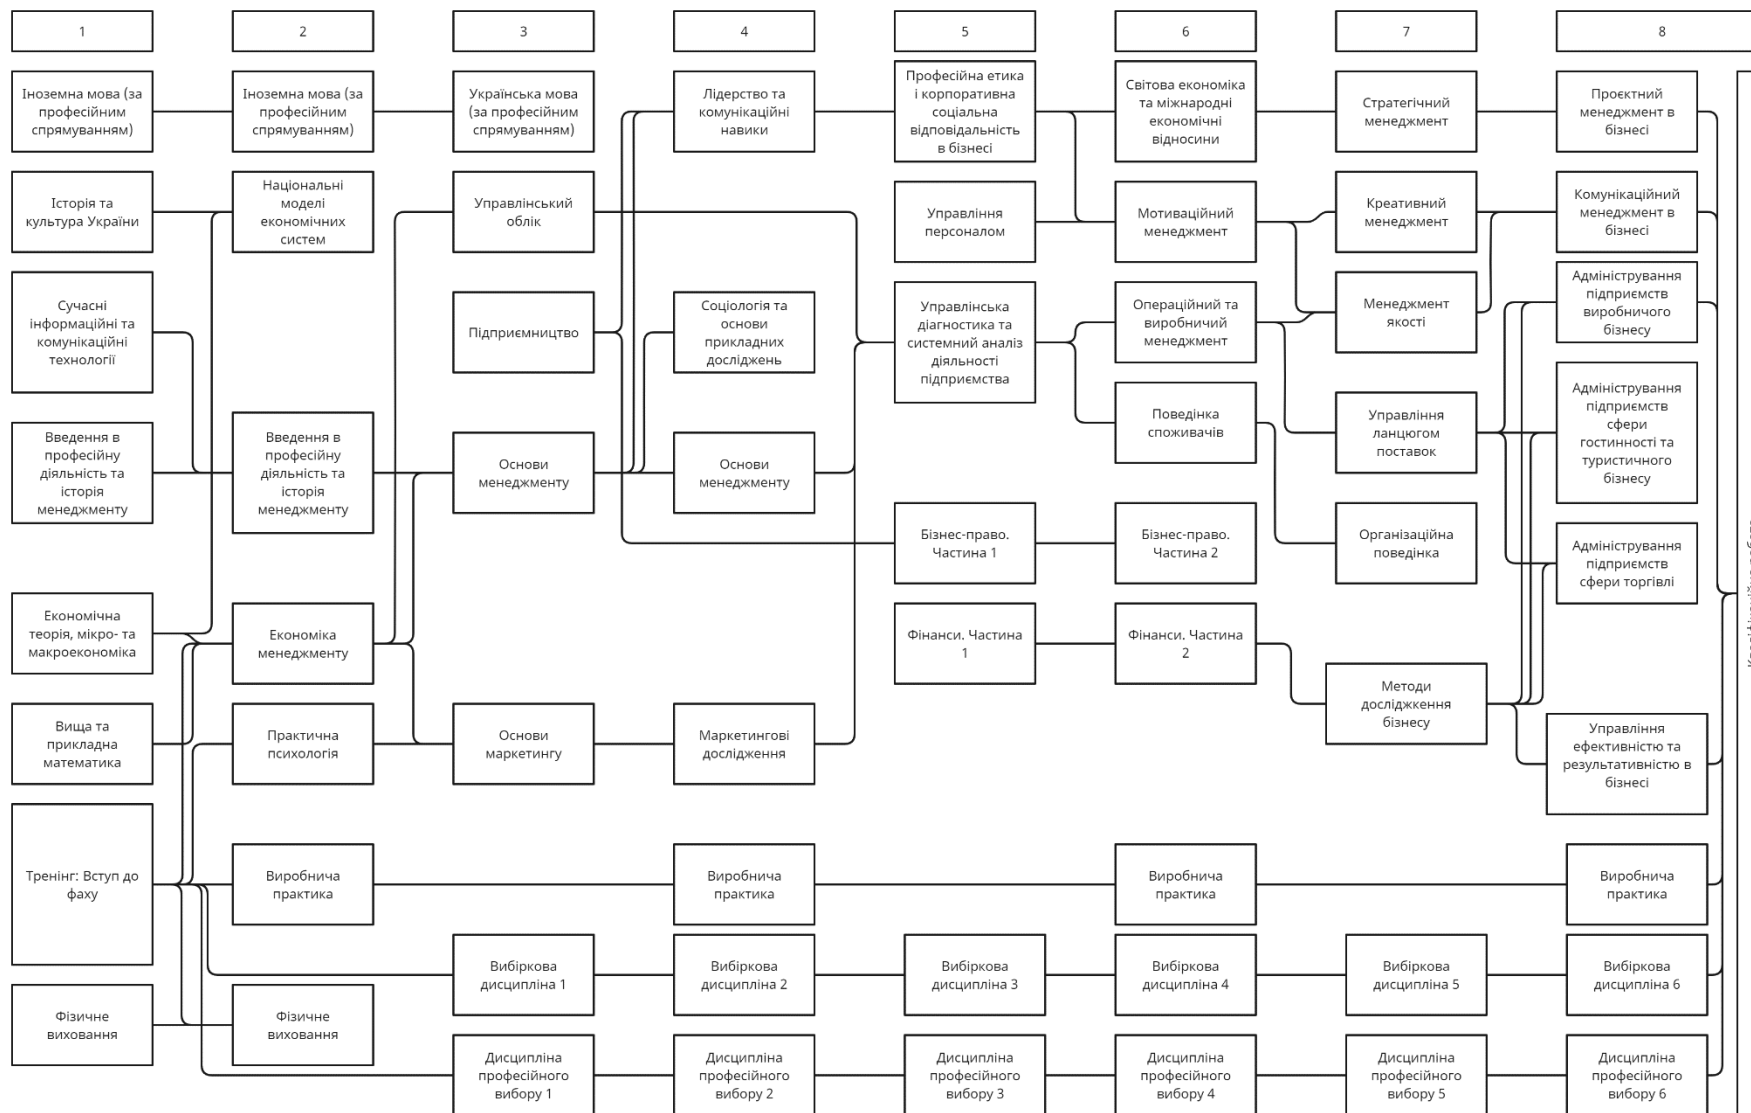 1
2
3
4
5
6
7
8
Іноземна мова (за
професійним
спрямуванням)
Іноземна мова (за
професійним
спрямуванням)
Українська мова
(за професійним
спрямуванням)
Лідерство та
комунікаційні
навики
Професійна етика
і корпоративна
соціальна
відповідальність
в бізнесі
Світова економіка
та міжнародні
економічні
відносини
Стратегічний
менеджмент
Проєктний
менеджмент в
бізнесі
Історія та
культура України
Національні
моделі
економічних
систем
Управлінський
облік
Управління
персоналом
Мотиваційний
менеджмент
Креативний
менеджмент
Комунікаційний
менеджмент в
бізнесі
Сучасні
інформаційні та
комунікаційні
технології
Підприємництво
Соціологія та
основи
прикладних
досліджень
Управлінська
діагностика та
системний аналіз
діяльності
підприємства
Операційний та
виробничий
менеджмент
Менеджмент
якості
Адміністрування
підприємств
виробничого
бізнесу
Введення в
професійну
діяльність та
історія
менеджменту
Введення в
професійну
діяльність та
історія
менеджменту
Основи
менеджменту
Основи
менеджменту
Поведінка
споживачів
Управління
ланцюгом
поставок
Адміністрування
підприємств
сфери
гостинності та
туристичного
бізнесу
Бізнес-право.
Частина 1
Бізнес-право.
Частина 2
Організаційна
поведінка
Адміністрування
підприємств
сфери торгівлі
Економічна
теорія, мікро- та
макроекономіка
Економіка
менеджменту
Фінанси. Частина
1
Фінанси. Частина
2
Методи
дослідження
бізнесу
Вища та
прикладна
математика
Практична
психологія
Основи
маркетингу
Маркетингові
дослідження
Управління
ефективністю та
результативністю в
бізнесі
Тренінг: Вступ до
фаху
Виробнича
практика
Виробнича
практика
Виробнича
практика
Виробнича
практика
Вибіркова
дисципліна 1
Вибіркова
дисципліна 2
Вибіркова
дисципліна 3
Вибіркова
дисципліна 4
Вибіркова
дисципліна 5
Вибіркова
дисципліна 6
Фізичне
виховання
Фізичне
виховання
Дисципліна
професійного
вибору 1
Дисципліна
професійного
вибору 2
Дисципліна
професійного
вибору 3
Дисципліна
професійного
вибору 4
Дисципліна
професійного
вибору 5
Дисципліна
професійного
вибору 6